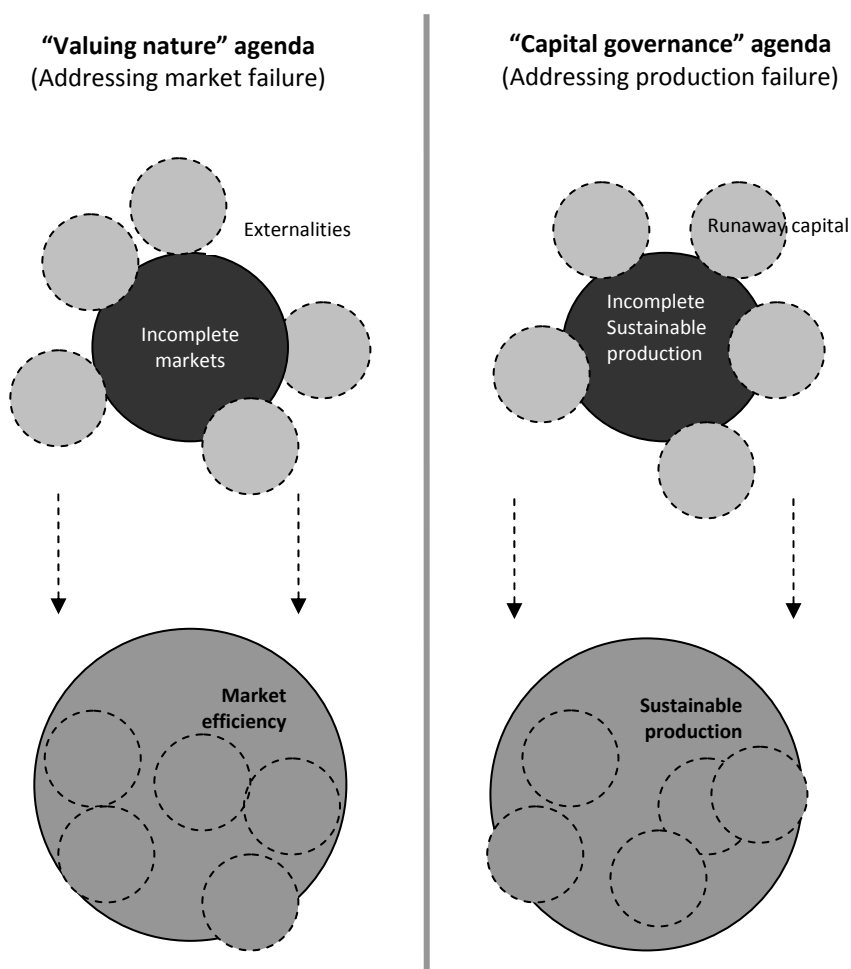 “Valuing nature” agenda
(Addressing market failure)
Externalities
Incomplete
markets
Market
efficiency
“Capital governance” agenda
(Addressing production failure)
Runaway capital
Incomplete
Sustainable
production
Sustainable
production